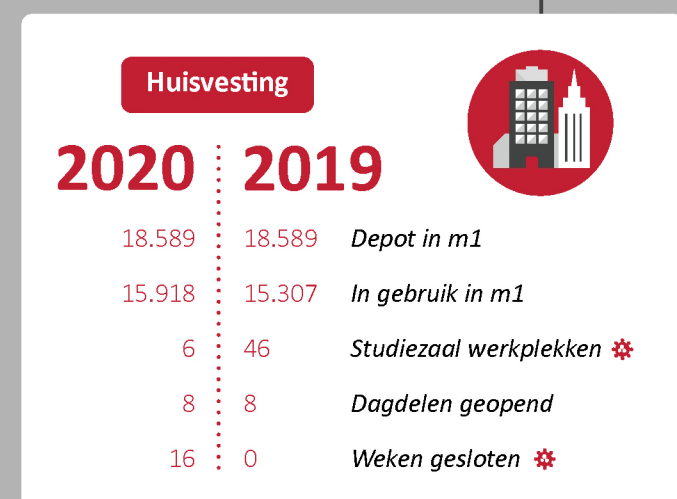 Huisvesting
2020 2019
18.589 18.589 Depot in m1
15.918 15.307 In gebruik in m1
6 46 Studiezaal werkplekken
8 8 Dagdelen geopend
16 0 Weken gesloten